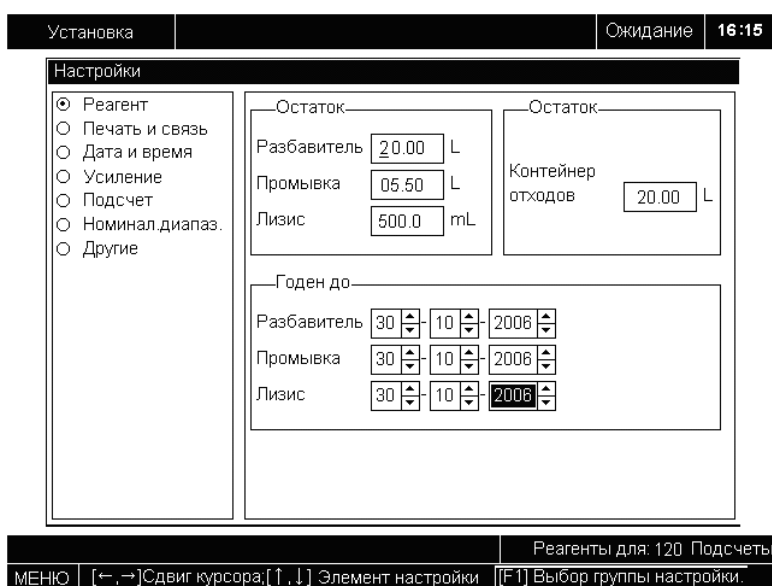 Установка Ожидание 16:15
Настройки
Реагент
Печать и связь
Дата и время
Усиление
Подсчет
Номинал.диапаз.
Другие
Остаток
Разбавитель 20.00 L
Промывка 05.50 L
Лизис 500.0 mL
Остаток
Контейнер
отходов 20.00 L
Годен до
Разбавитель 30 - 10 - 2006
Промывка 30 - 10 - 2006
Лизис 30 - 10 - 2006
Реагенты для: 120 Подсчеты
МЕНЮ [←,→]Сдвиг курсора;[↑,↓] Элемент настройки [F1] Выбор группы настройки.